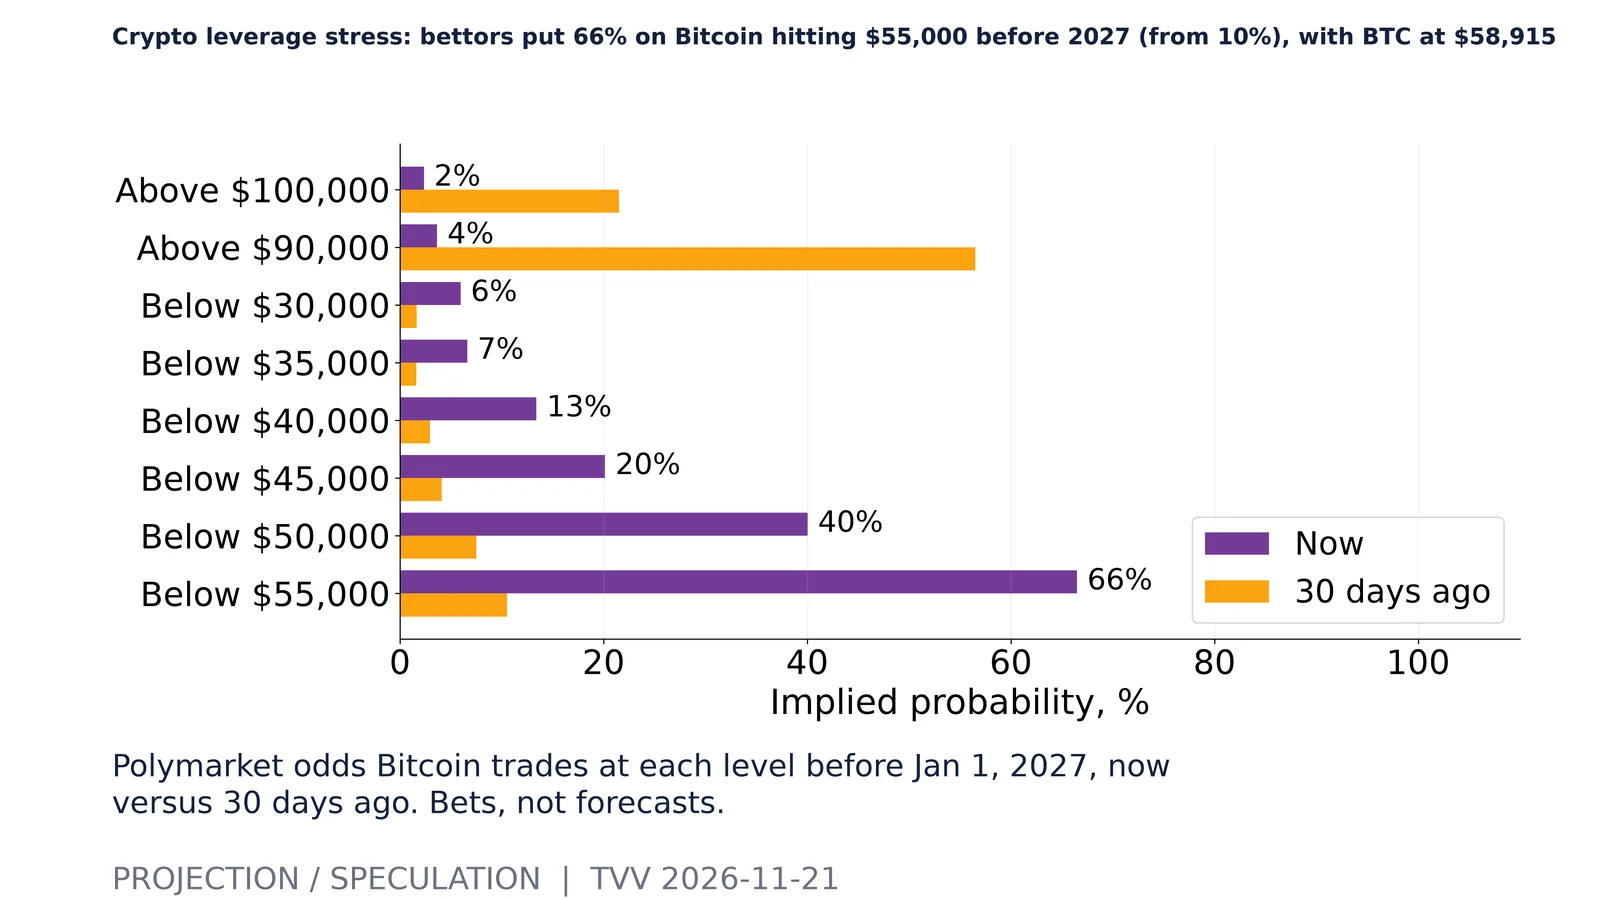 Crypto leverage stress: bettors put 66% on Bitcoin hitting $55,000 before 2027 (from 10%), with BTC at $58,915
Above $100,000 2%
Above $90,000 4%
Below $30,000 6%
Below $35,000 7%
Below $40,000 13%
Below $45,000 20%
Below $50,000 40%
Below $55,000 66%
Now
30 days ago
0 20 40 60 80 100
Implied probability, %
Polymarket odds Bitcoin trades at each level before Jan 1, 2027, now
versus 30 days ago. Bets, not forecasts.
PROJECTION / SPECULATION | TVV 2026-11-21